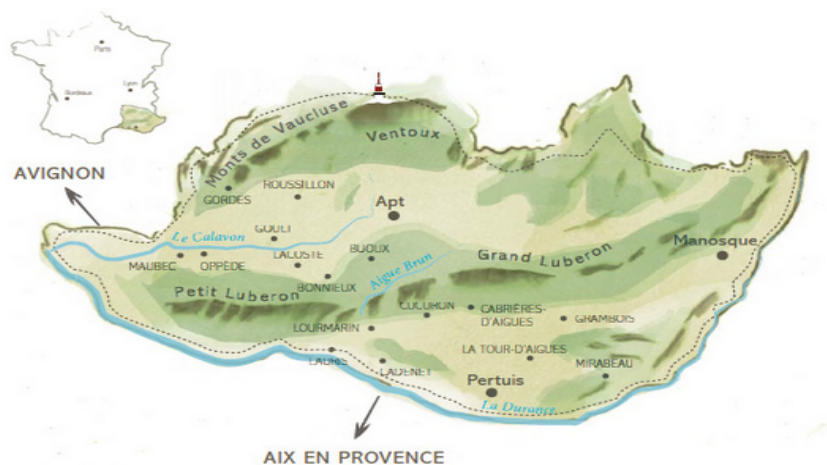 Paris
Lyon
Bordeaux
Monts de Vaucluse
Ventoux
AVIGNON
ROUSSILLON
GORDES
Apt
GOULT
Le Calavon
BUOUX
Grand Luberon
Manosque
MAUBEC
OPPÈDE
LACOSTE
Aigue Brun
BONNIEUX
Petit Luberon
CUCURON
CABRIÈRES-
D'AIGUES
GRAMBOIS
LOURMARIN
LAURIS
CADENET
LA TOUR-D'AIGUES
MIRABEAU
Pertuis
La Durance
AIX EN PROVENCE